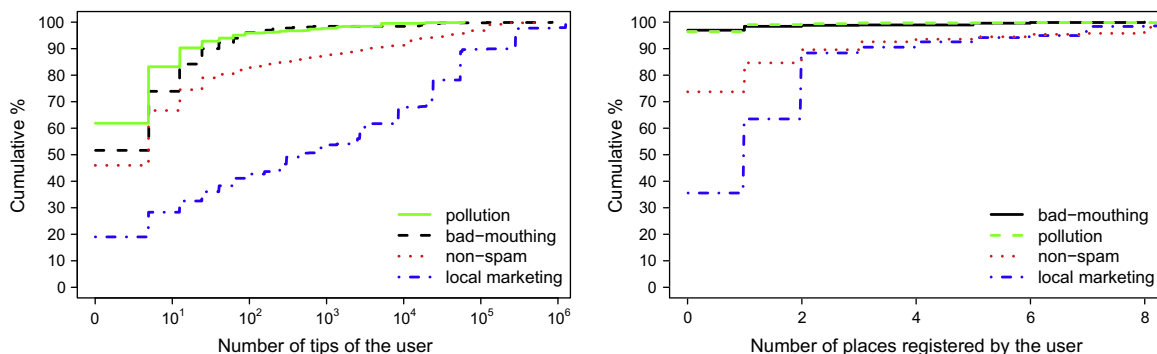 100
90
80
70
60
50
40
30
20
10
0
Cumulative %
pollution
bad-mouthing
non-spam
local marketing
0 10^1 10^2 10^3 10^4 10^5 10^6
Number of tips of the user
100
90
80
70
60
50
40
30
20
10
0
Cumulative %
bad-mouthing
pollution
non-spam
local marketing
0 2 4 6 8
Number of places registered by the user